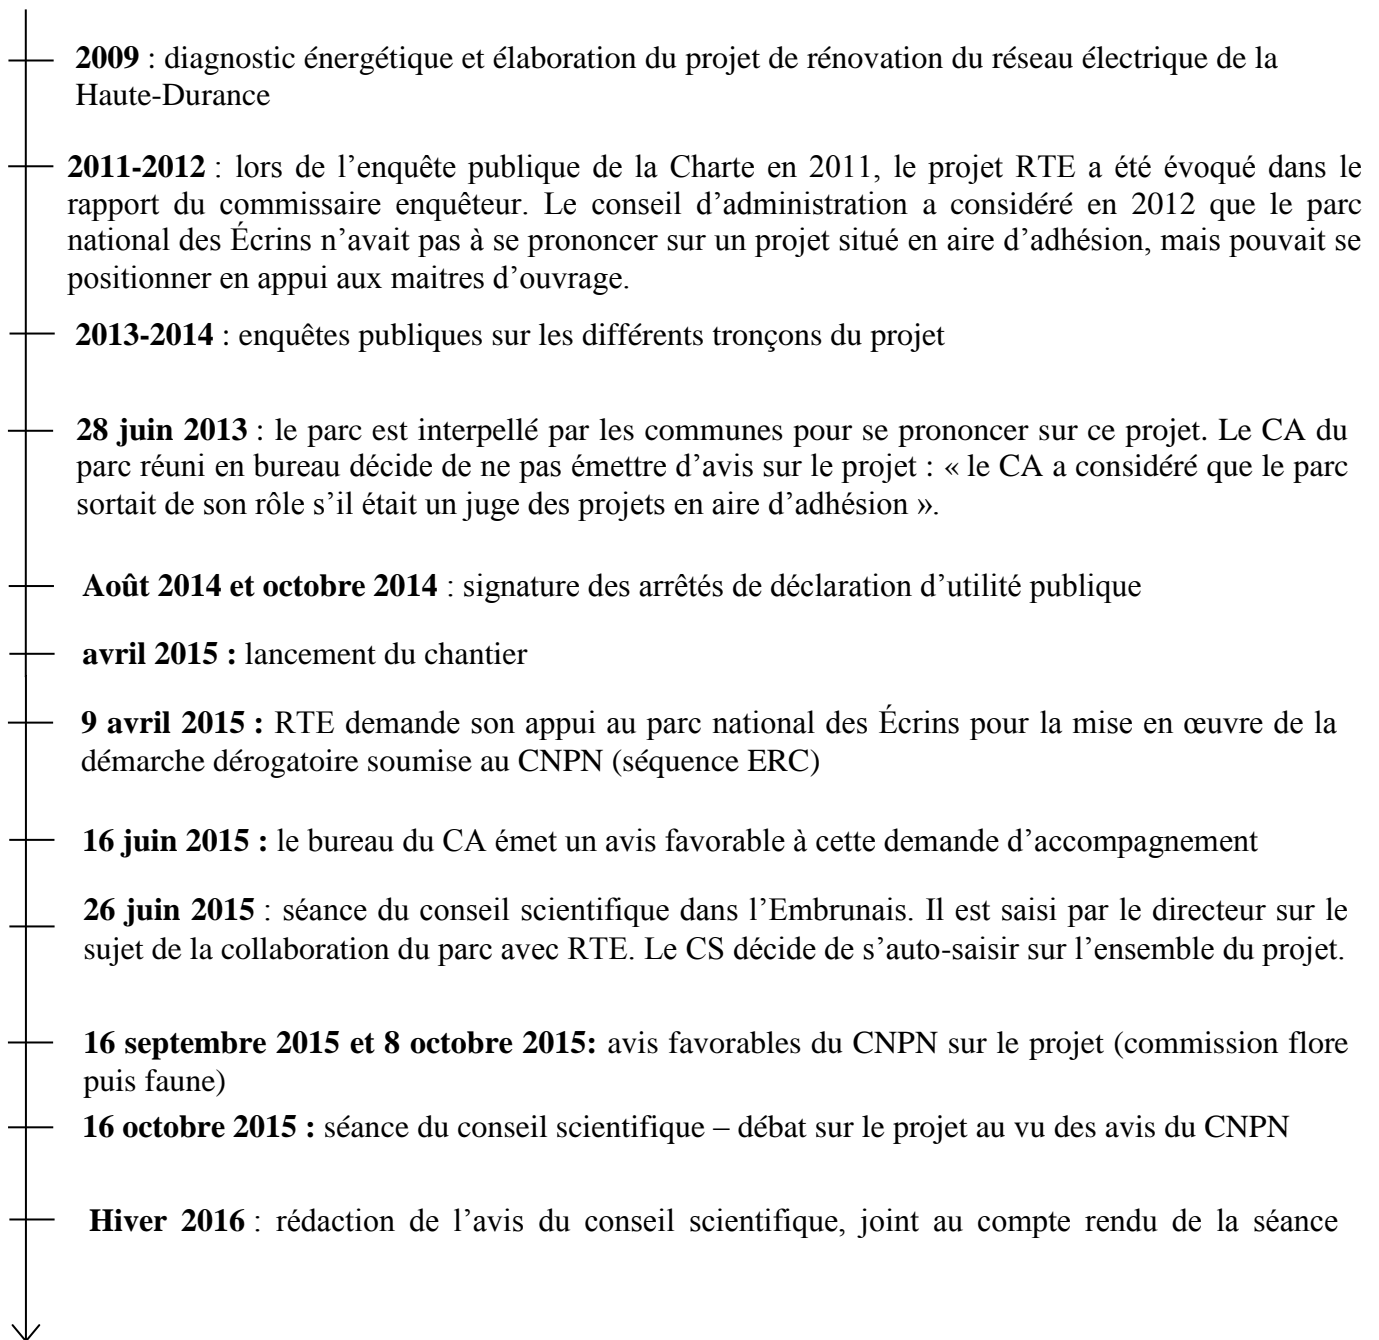 2009 : diagnostic énergétique et élaboration du projet de rénovation du réseau électrique de la
Haute-Durance
2011-2012 : lors de l’enquête publique de la Charte en 2011, le projet RTE a été évoqué dans le
rapport du commissaire enquêteur. Le conseil d’administration a considéré en 2012 que le parc
national des Écrins n’avait pas à se prononcer sur un projet situé en aire d’adhésion, mais pouvait se
positionner en appui aux maitres d’ouvrage.
2013-2014 : enquêtes publiques sur les différents tronçons du projet
28 juin 2013 : le parc est interpellé par les communes pour se prononcer sur ce projet. Le CA du
parc réuni en bureau décide de ne pas émettre d’avis sur le projet : « le CA a considéré que le parc
sortait de son rôle s’il était un juge des projets en aire d’adhésion ».
Août 2014 et octobre 2014 : signature des arrêtés de déclaration d’utilité publique
avril 2015 : lancement du chantier
9 avril 2015 : RTE demande son appui au parc national des Écrins pour la mise en œuvre de la
démarche dérogatoire soumise au CNPN (séquence ERC)
16 juin 2015 : le bureau du CA émet un avis favorable à cette demande d’accompagnement
26 juin 2015 : séance du conseil scientifique dans l’Embrunais. Il est saisi par le directeur sur le
sujet de la collaboration du parc avec RTE. Le CS décide de s’auto-saisir sur l’ensemble du projet.
16 septembre 2015 et 8 octobre 2015: avis favorables du CNPN sur le projet (commission flore
puis faune)
16 octobre 2015 : séance du conseil scientifique – débat sur le projet au vu des avis du CNPN
Hiver 2016 : rédaction de l’avis du conseil scientifique, joint au compte rendu de la séance